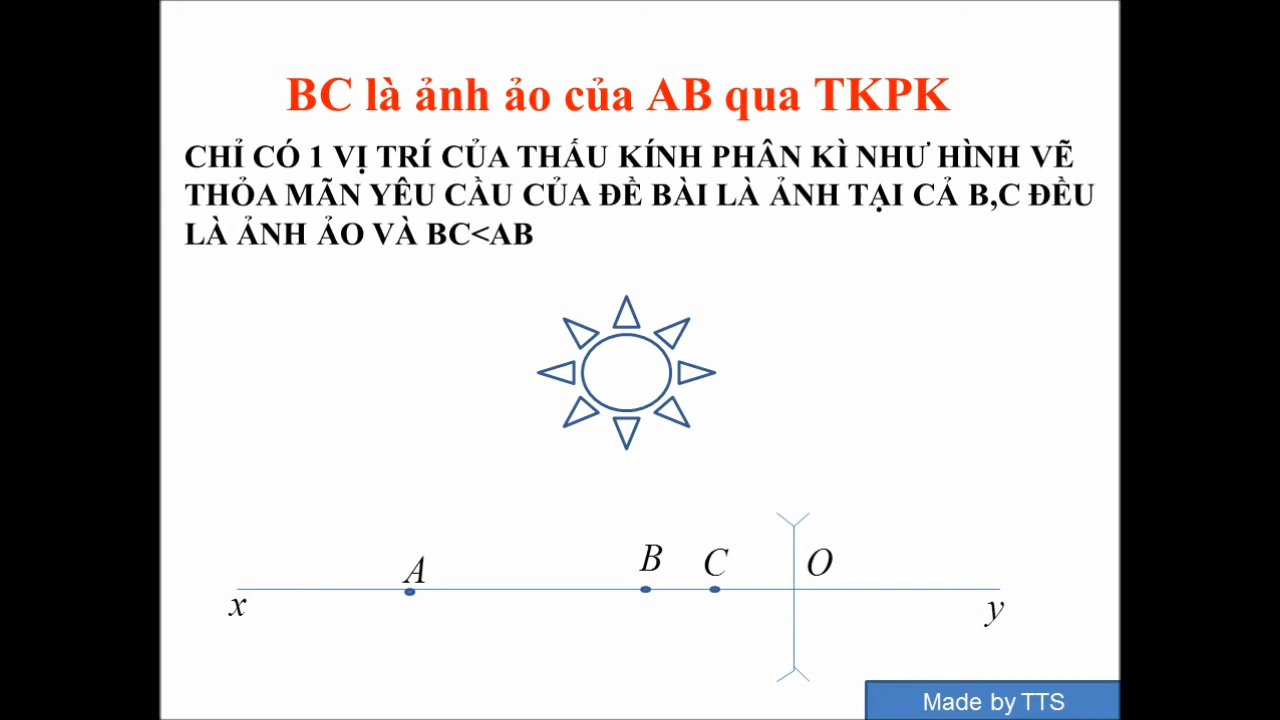 BC là ảnh ảo của AB qua TKPK
CHỈ CÓ 1 VỊ TRÍ CỦA THẤU KÍNH PHÂN KÌ NHƯ HÌNH VẼ
THỎA MÃN YÊU CẦU CỦA ĐỀ BÀI LÀ ẢNH TẠI CẢ B,C ĐỀU
LÀ ẢNH ẢO VÀ BC<AB
A B C O
x y
Made by TTS